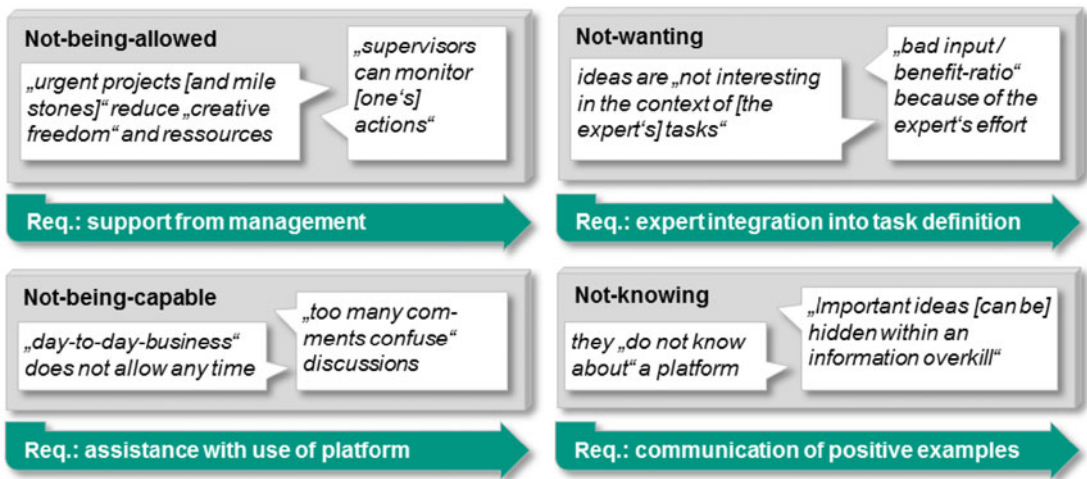 Not-being-allowed
„urgent projects [and mile
stones]“ reduce „creative
freedom“ and ressources
„supervisors
can monitor
[one‘s]
actions“
Req.: support from management
Not-wanting
ideas are „not interesting
in the context of [the
expert‘s] tasks“
„bad input /
benefit-ratio“
because of the
expert‘s effort
Req.: expert integration into task definition
Not-being-capable
„day-to-day-business“
does not allow any time
„too many com-
ments confuse“
discussions
Req.: assistance with use of platform
Not-knowing
they „do not know
about“ a platform
„Important ideas [can be]
hidden within an
information overkill“
Req.: communication of positive examples